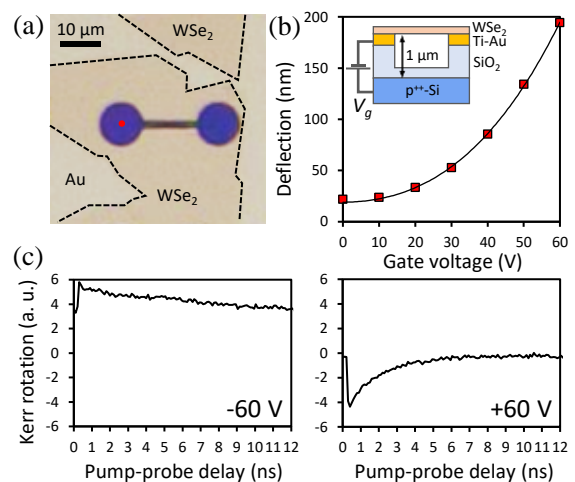 (a)
10 µm
WSe2
Au
WSe2
(b)
Deflection (nm)
200
150
100
50
0
0 10 20 30 40 50 60
Gate voltage (V)
WSe2
Ti-Au
1 µm
SiO2
p++-Si
Vg
(c)
Kerr rotation (a. u.)
6
4
2
0
-2
-4
-6
0 1 2 3 4 5 6 7 8 9 10 11 12
-60 V
Pump-probe delay (ns)
6
4
2
0
-2
-4
-6
0 1 2 3 4 5 6 7 8 9 10 11 12
+60 V
Pump-probe delay (ns)